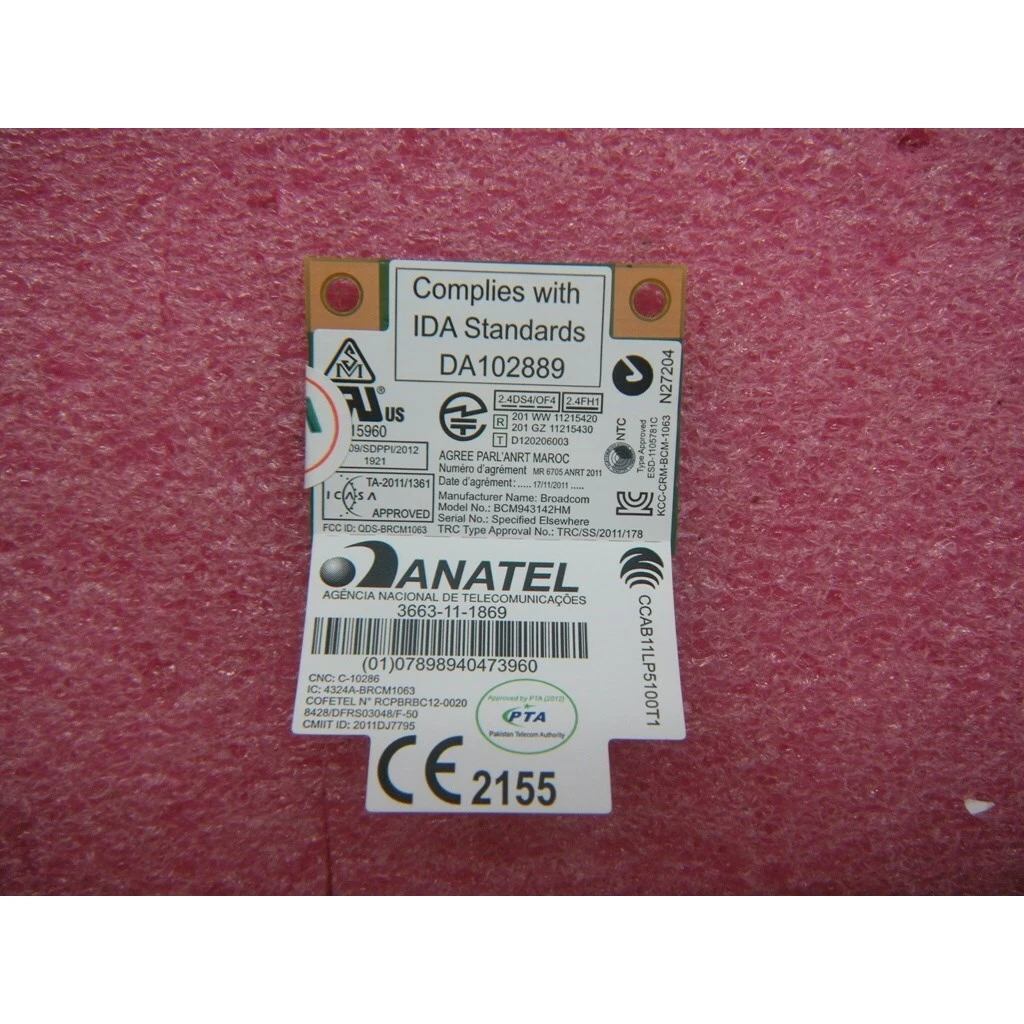 Complies with
IDA Standards
DA102889
N27204
US
15960
09/SDPPI/2012
1921
2.4DS4/OF4 2.4FH1
R 201 WW 11215420
201 GZ 11215430
T D120206003
AGREE PARL'ANRT MAROC
Numéro d'agrément MR 6705 ANRT 2011
Date d'agrément: ..... 17/11/2011 .....
NTC
Type Approved
ESD-1105781C
KCC-CRM-BCM-1063
ICASA
TA-2011/1361
APPROVED
Manufacturer Name: Broadcom
Model No.: BCM943142HM
Serial No.: Specified Elsewhere
FCC ID: QDS-BRCM1063
TRC Type Approval No.: TRC/SS/2011/178
ANATEL
AGÊNCIA NACIONAL DE TELECOMUNICAÇÕES
3663-11-1869
(01)07898940473960
CCAB11LP5100T1
CNC: C-10286
IC: 4324A-BRCM1063
COFETEL N° RCPBRBC12-0020
8428/DFRS03048/F-50
CMIIT ID: 2011DJ7795
Approved by PTA (2012)
PTA
Pakistan Telecom Authority
CE 2155